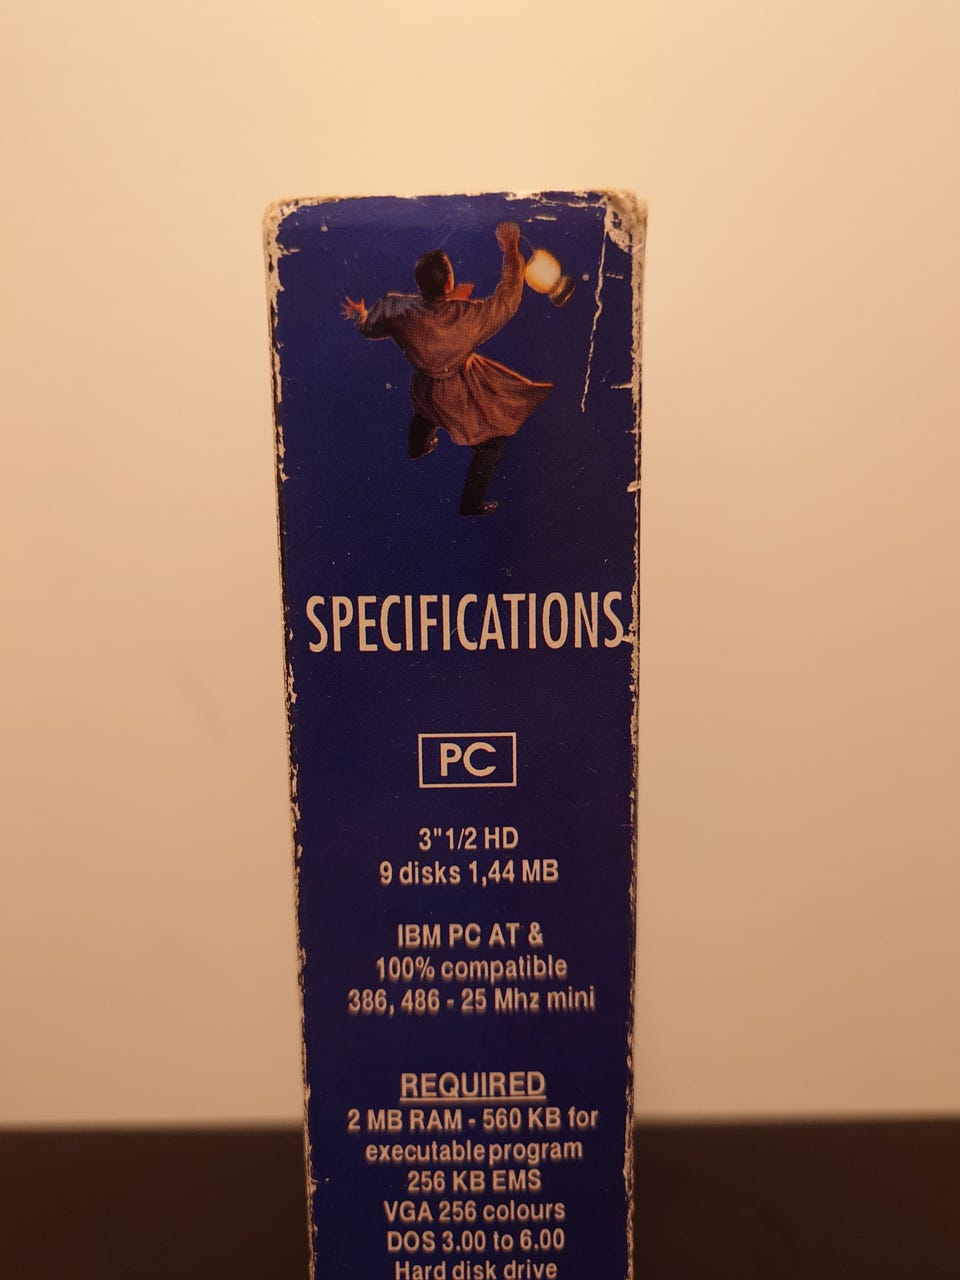 SPECIFICATIONS
PC
3"1/2 HD
9 disks 1,44 MB
IBM PC AT &
100% compatible
386, 486 - 25 Mhz mini
REQUIRED
2 MB RAM - 560 KB for
executable program
256 KB EMS
VGA 256 colours
DOS 3.00 to 6.00
Hard disk drive